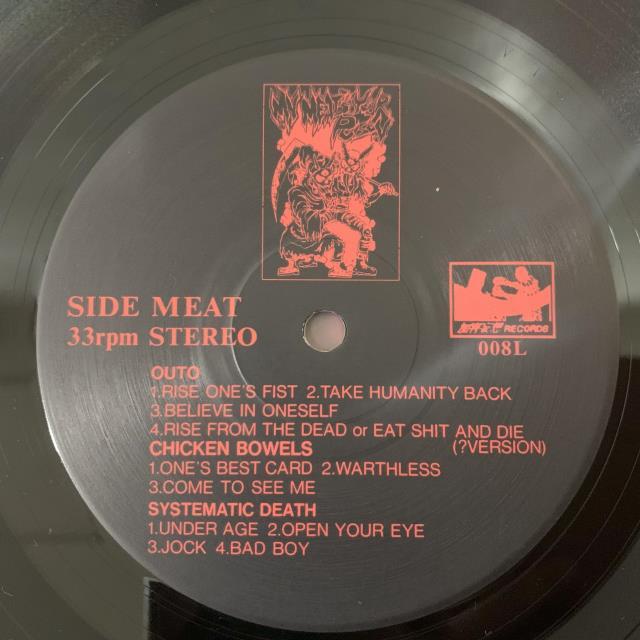 SIDE MEAT
33rpm STEREO
RECORDS
008L
OUTO
1.RISE ONE'S FIST 2.TAKE HUMANITY BACK
3.BELIEVE IN ONESELF
4.RISE FROM THE DEAD or EAT SHIT AND DIE
(?VERSION)
CHICKEN BOWELS
1.ONE'S BEST CARD 2.WARTHLESS
3.COME TO SEE ME
SYSTEMATIC DEATH
1.UNDER AGE 2.OPEN YOUR EYE
3.JOCK 4.BAD BOY